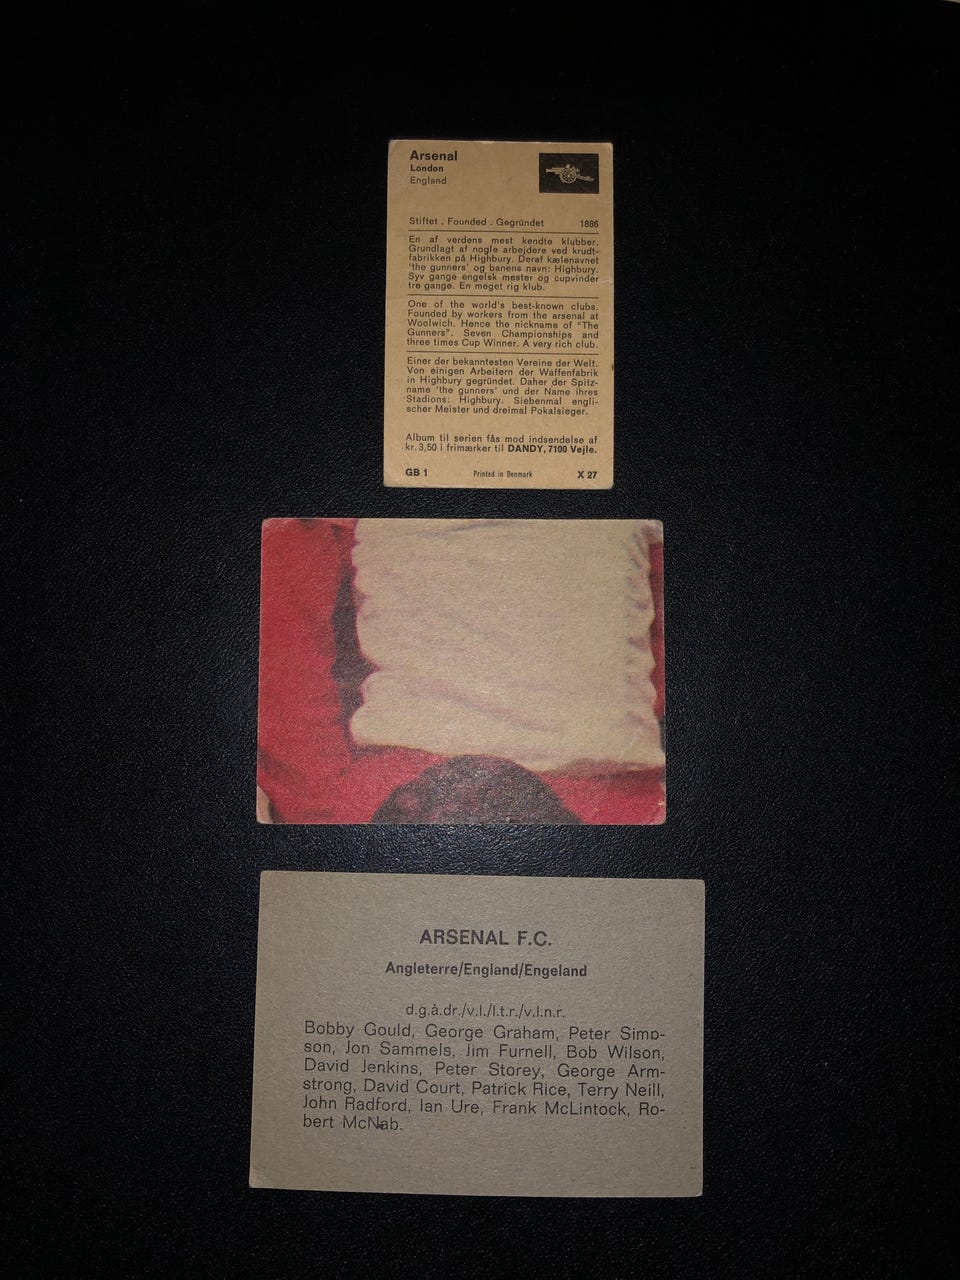 Arsenal
London
England
Stiftet . Founded . Gegründet 1886
En af verdens mest kendte klubber.
Grundlagt af nogle arbejdere ved krudt-
fabrikken på Highbury. Deraf kælenavnet
'the gunners' og banens navn: Highbury.
Syv gange engelsk mester og cupvinder
tre gange. En meget rig klub.
One of the world's best-known clubs.
Founded by workers from the arsenal at
Woolwich. Hence the nickname of "The
Gunners". Seven Championships and
three times Cup Winner. A very rich club.
Einer der bekanntesten Vereine der Welt.
Von einigen Arbeitern der Waffenfabrik
in Highbury gegründet. Daher der Spitz-
name 'the gunners' und der Name ihres
Stadions: Highbury. Siebenmal engli-
scher Meister und dreimal Pokalsieger.
Album til serien fås mod indsendelse af
kr. 3,50 i frimærker til DANDY, 7100 Vejle.
GB 1 Printed in Denmark X 27
ARSENAL F.C.
Angleterre/England/Engeland
d.g.à.dr./v.l./l.t.r./v.l.n.r.
Bobby Gould, George Graham, Peter Simp-
son, Jon Sammels, Jim Furnell, Bob Wilson,
David Jenkins, Peter Storey, George Arm-
strong, David Court, Patrick Rice, Terry Neill,
John Radford, Ian Ure, Frank McLintock, Ro-
bert McNab.